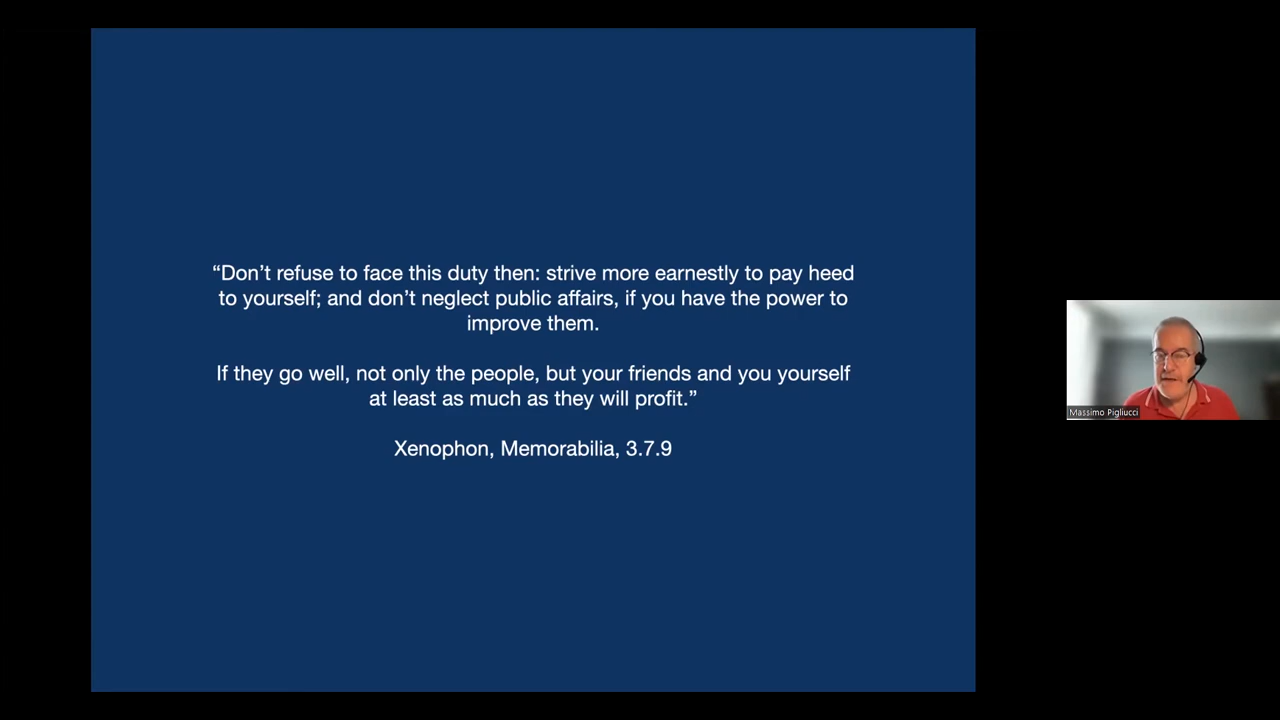 “Don’t refuse to face this duty then: strive more earnestly to pay heed
to yourself; and don’t neglect public affairs, if you have the power to
improve them.
If they go well, not only the people, but your friends and you yourself
at least as much as they will profit.”
Xenophon, Memorabilia, 3.7.9
Massimo Pigliucci